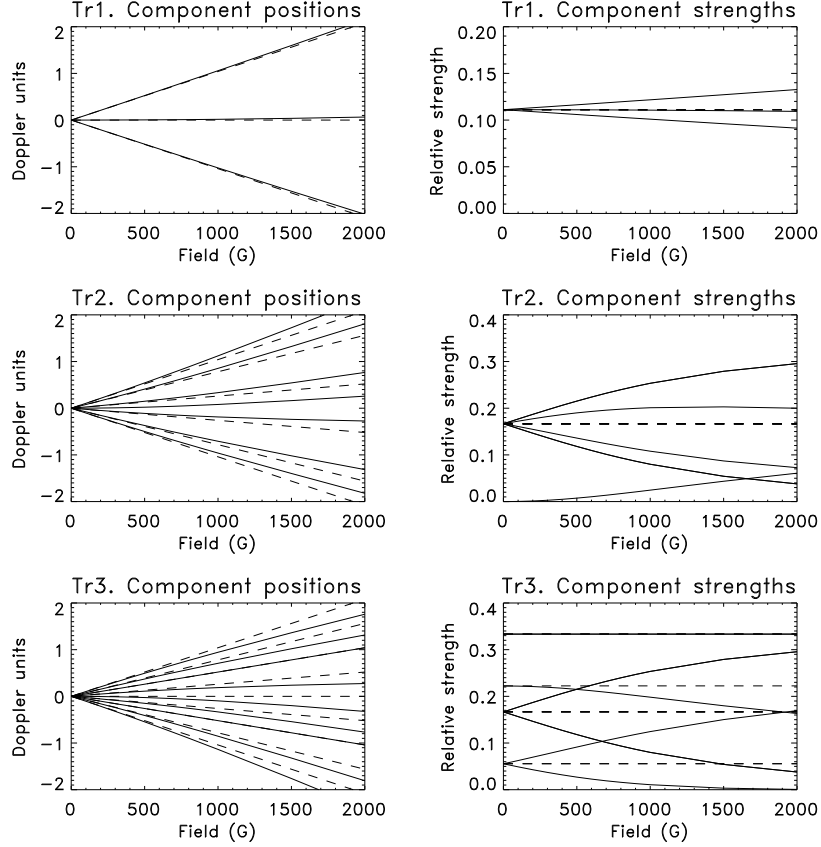 Tr1. Component positions
Doppler units
2
1
0
−1
−2
0 500 1000 1500 2000
Field (G)
Tr1. Component strengths
Relative strength
0.20
0.15
0.10
0.05
0.00
0 500 1000 1500 2000
Field (G)
Tr2. Component positions
Doppler units
2
1
0
−1
−2
0 500 1000 1500 2000
Field (G)
Tr2. Component strengths
Relative strength
0.4
0.3
0.2
0.1
0.0
0 500 1000 1500 2000
Field (G)
Tr3. Component positions
Doppler units
2
1
0
−1
−2
0 500 1000 1500 2000
Field (G)
Tr3. Component strengths
Relative strength
0.4
0.3
0.2
0.1
0.0
0 500 1000 1500 2000
Field (G)